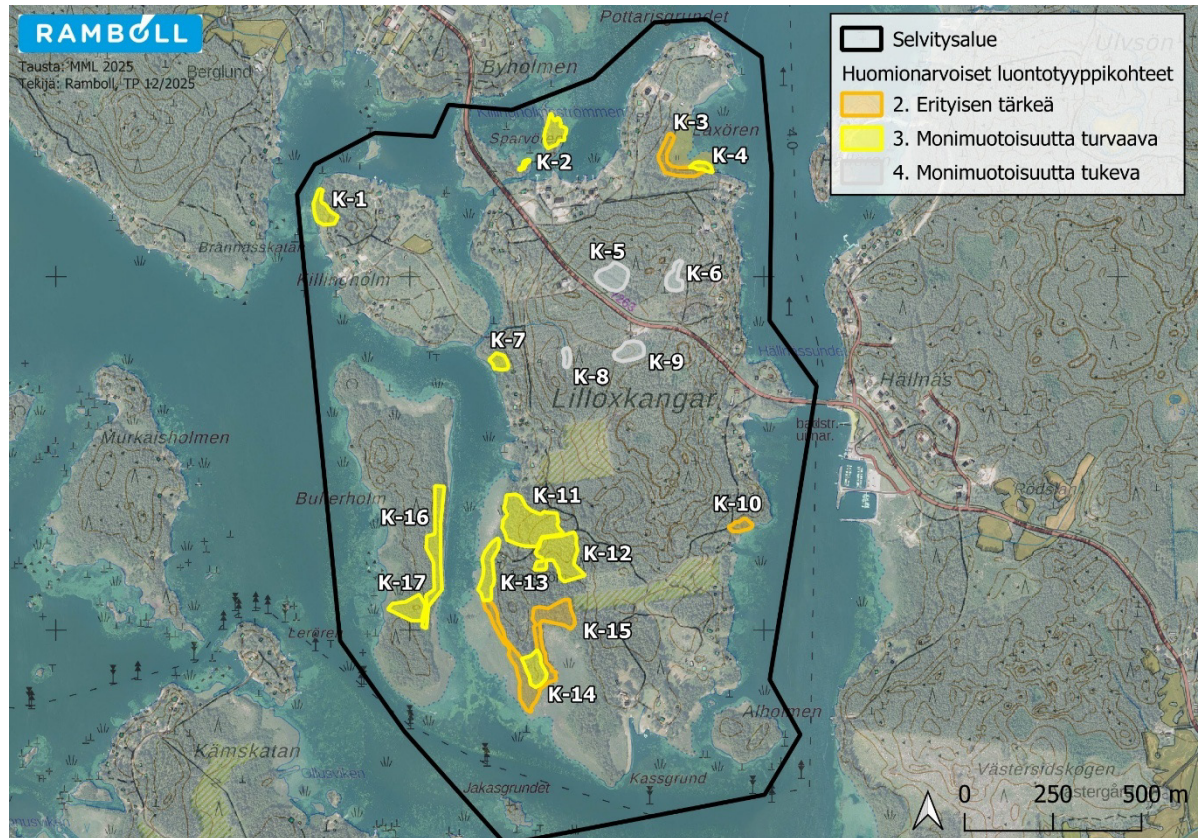 RAMBOLL
Tausta: MML 2025
Tekijä: Ramboll, TP 12/2025
Selvitysalue
Huomionarvoiset luontotyyppikohteet
2. Erityisen tärkeä
3. Monimuotoisuutta turvaava
4. Monimuotoisuutta tukeva
Pottarisgrundet
Berglund
Byholmen
Ulvsön
Sparvören
Laxören
K-3
K-2
K-4
K-1
Brännasskatan
Killingholm
K-5
K-6
K-7
K-8
K-9
Hällnässundet
Hällnäs
Lilloxkangar
Murkaisholmen
K-11
K-10
K-16
K-12
K-13
K-17
K-15
K-14
Alholmen
Kämskatan
Kassgrund
Jakasgrundet
Västersidskogen
0 250 500 m